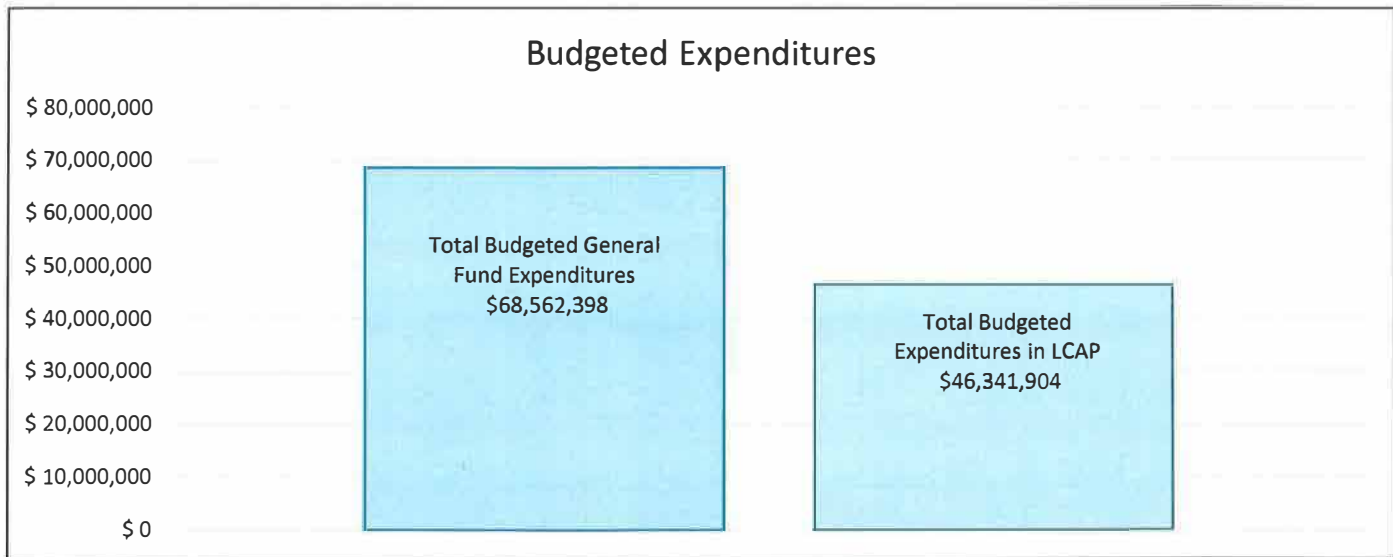 Budgeted Expenditures
$ 80,000,000
$ 70,000,000
$ 60,000,000
$ 50,000,000
$ 40,000,000
$ 30,000,000
$ 20,000,000
$ 10,000,000
$ 0
Total Budgeted General
Fund Expenditures
$68,562,398
Total Budgeted
Expenditures in LCAP
$46,341,904